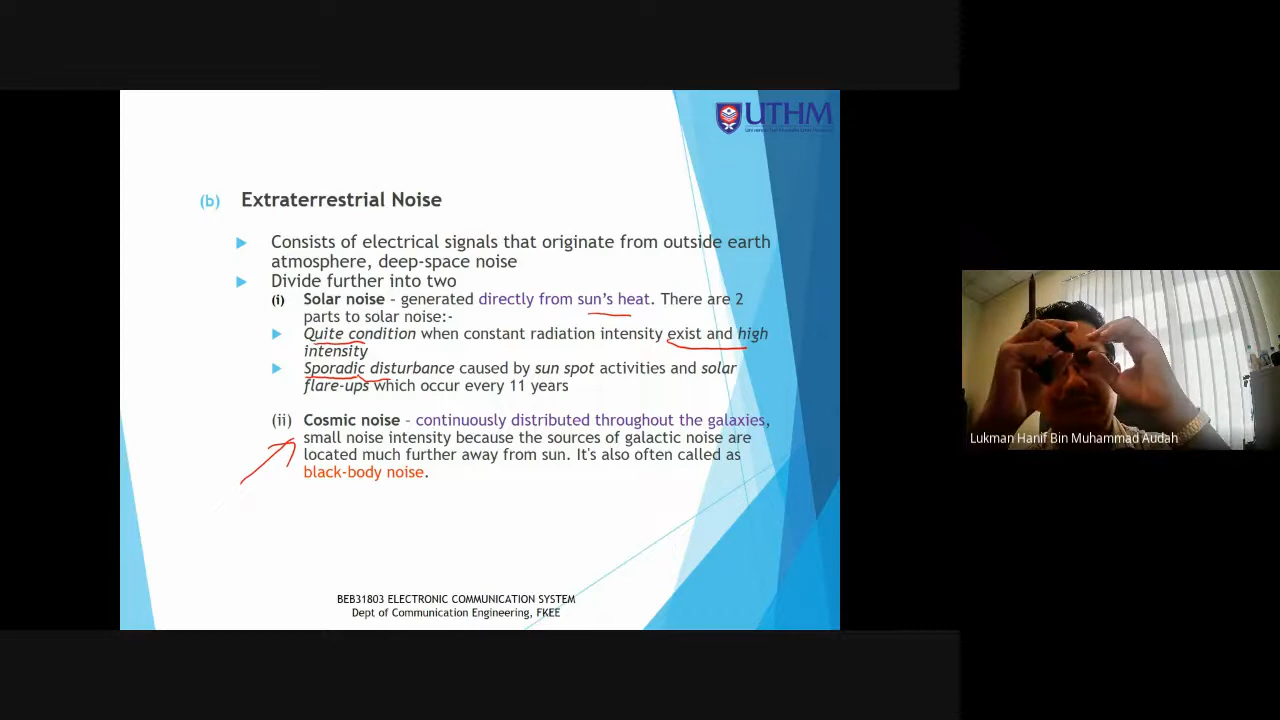 UTHM
(b) Extraterrestrial Noise
Consists of electrical signals that originate from outside earth
atmosphere, deep-space noise
Divide further into two
(i) Solar noise – generated directly from sun's heat. There are 2
parts to solar noise:-
Quite condition when constant radiation intensity exist and high
intensity
Sporadic disturbance caused by sun spot activities and solar
flare-ups which occur every 11 years
(ii) Cosmic noise – continuously distributed throughout the galaxies,
small noise intensity because the sources of galactic noise are
located much further away from sun. It's also often called as
black-body noise.
BEB31803 ELECTRONIC COMMUNICATION SYSTEM
Dept of Communication Engineering, FKEE
Lukman Hanif Bin Muhammad Audah